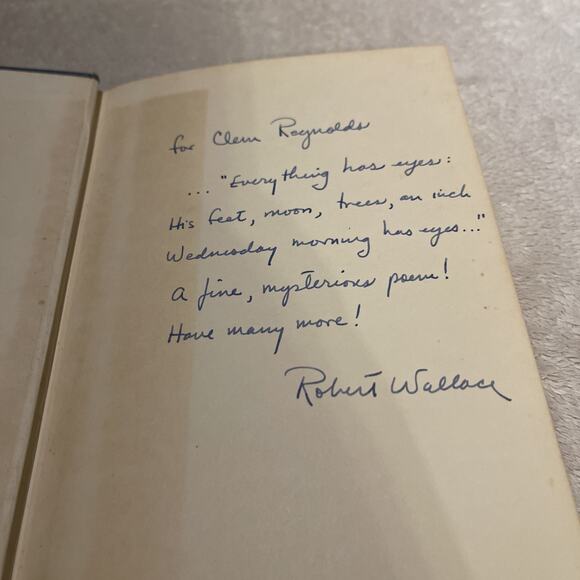 for Clem Reynolds
... "Everything has eyes:
His feet, moon, trees, an inch
Wednesday morning has eyes..."
A fine, mysterious poem!
Have many more!
Robert Wallace